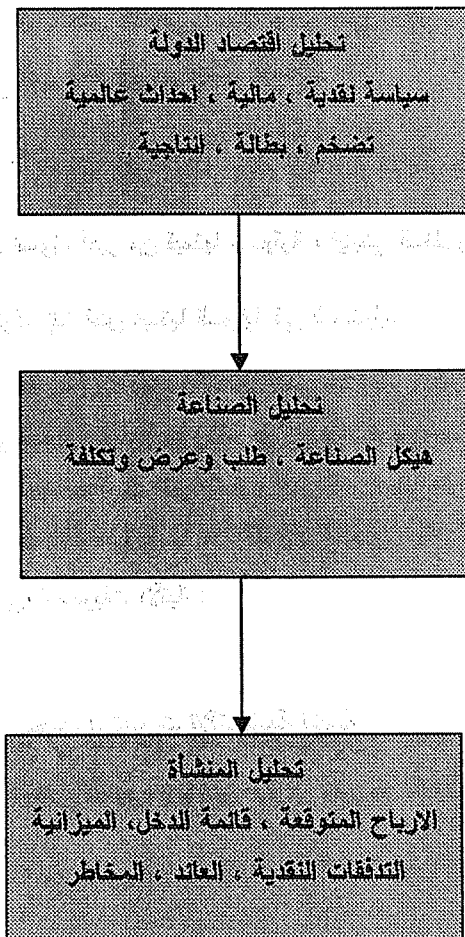 تحليل اقتصاد الدولة
سياسة نقدية ، مالية ، احداث عالمية
تضخم ، بطالة ، انتاجية
تحليل الصناعة
هيكل الصناعة ، طلب وعرض وتكلفة
تحليل المنشأة
الارباح المتوقعة ، قائمة الدخل، الميزانية
التدفقات النقدية ، العائد ، المخاطر